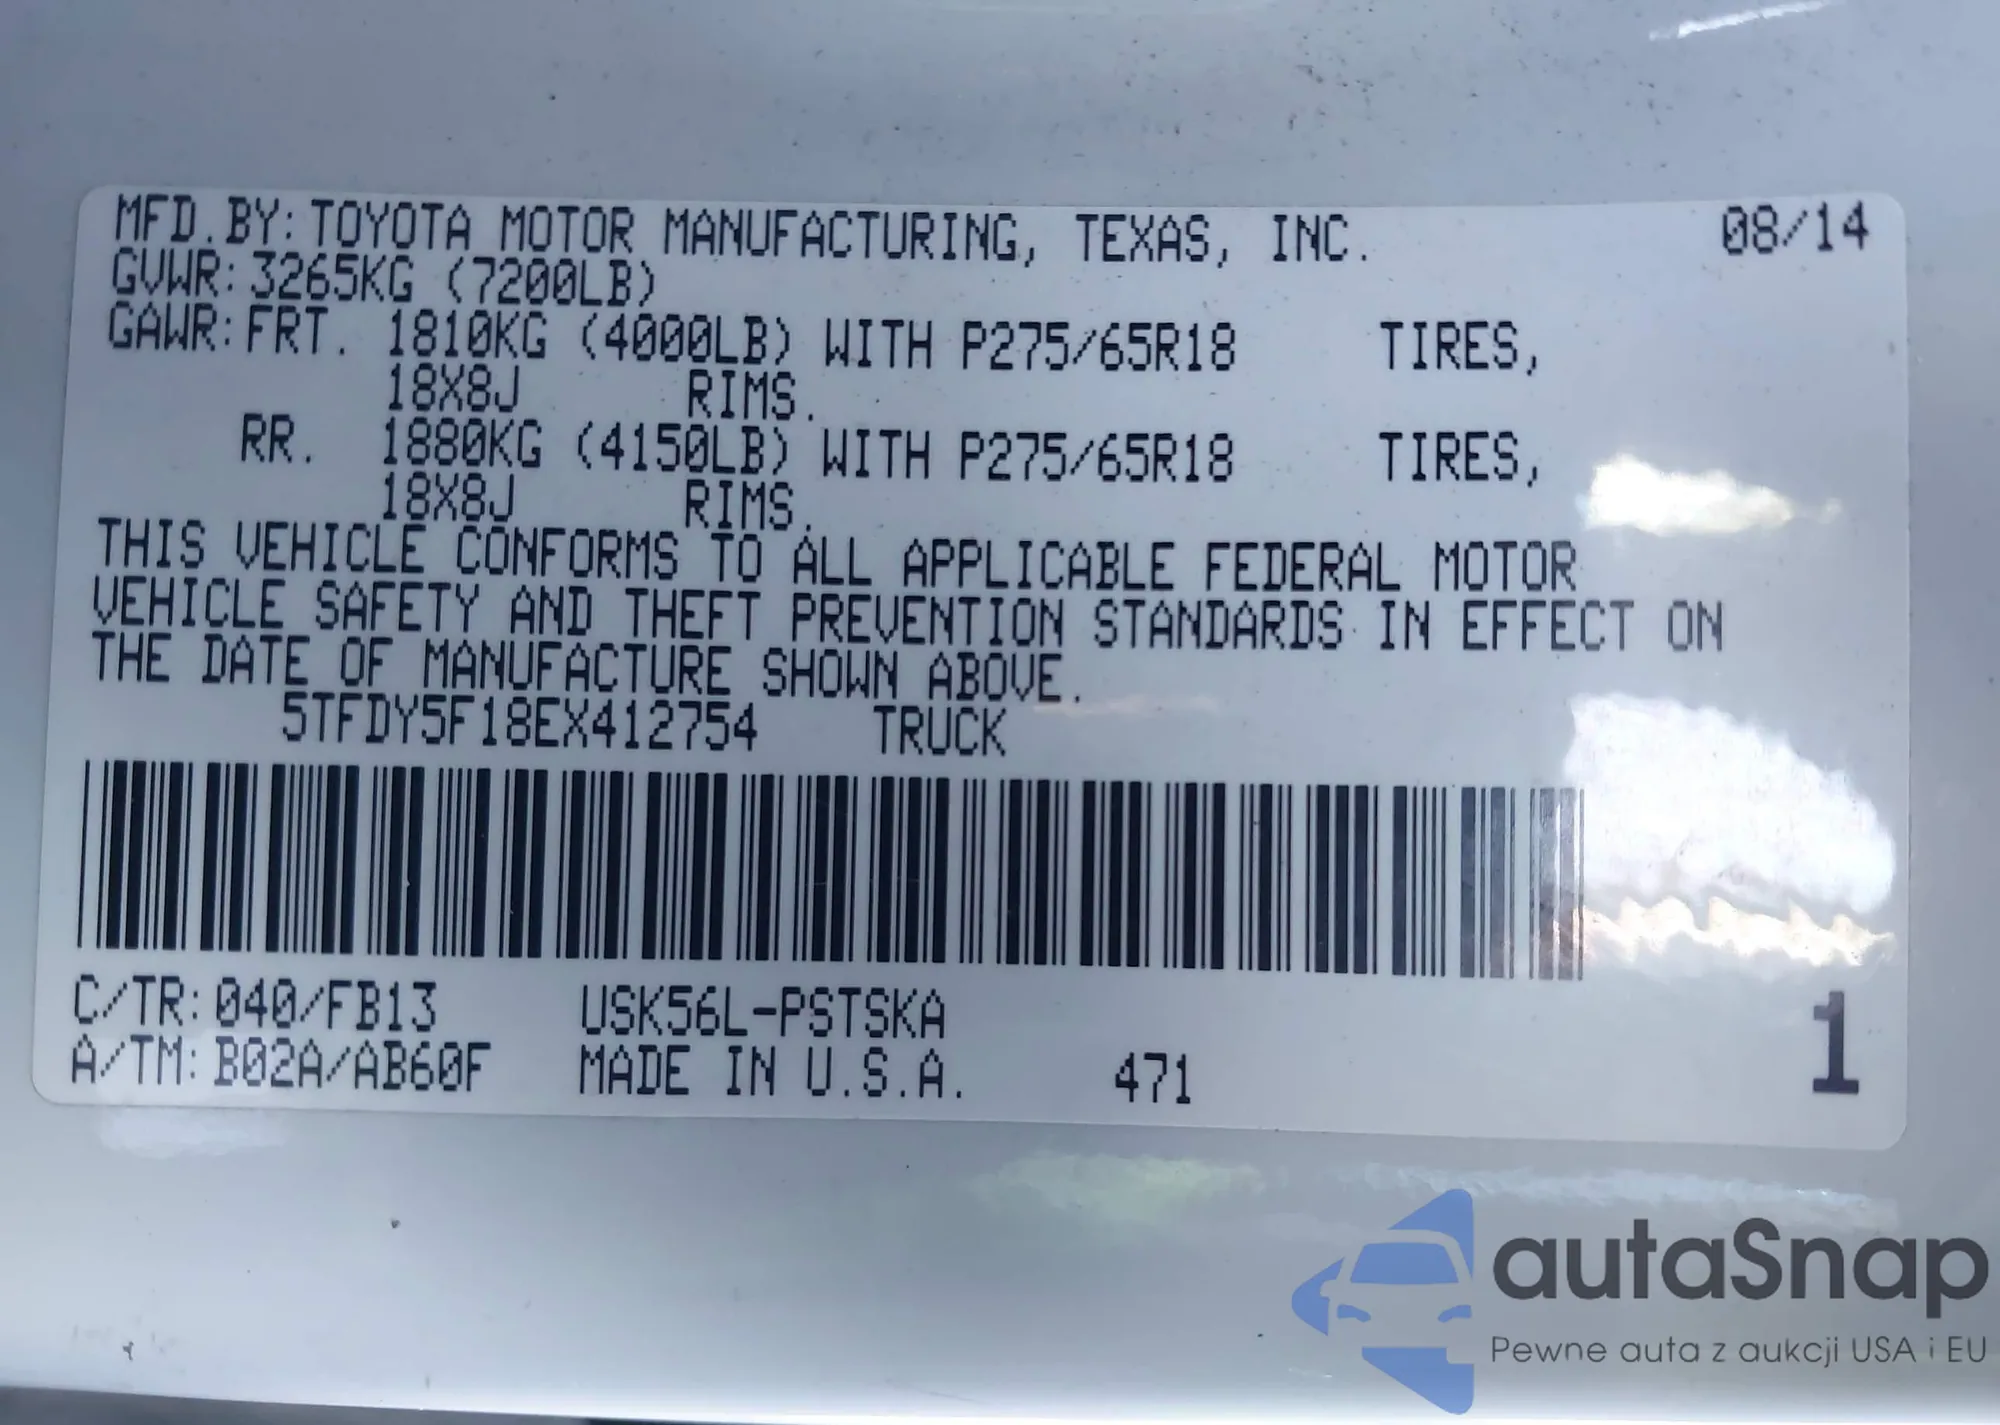 MFD.BY: TOYOTA MOTOR MANUFACTURING, TEXAS, INC. 08/14
GVWR: 3265KG (7200LB)
GAWR: FRT. 1810KG (4000LB) WITH P275/65R18 TIRES,
18X8J RIMS.
RR. 1880KG (4150LB) WITH P275/65R18 TIRES,
18X8J RIMS.
THIS VEHICLE CONFORMS TO ALL APPLICABLE FEDERAL MOTOR
VEHICLE SAFETY AND THEFT PREVENTION STANDARDS IN EFFECT ON
THE DATE OF MANUFACTURE SHOWN ABOVE.
5TFDY5F18EX412754 TRUCK
C/TR: 040/FB13 USK56L-PSTSKA 1
A/TM: B02A/AB60F MADE IN U.S.A. 471
autaSnap
Pewne auta z aukcji USA i EU